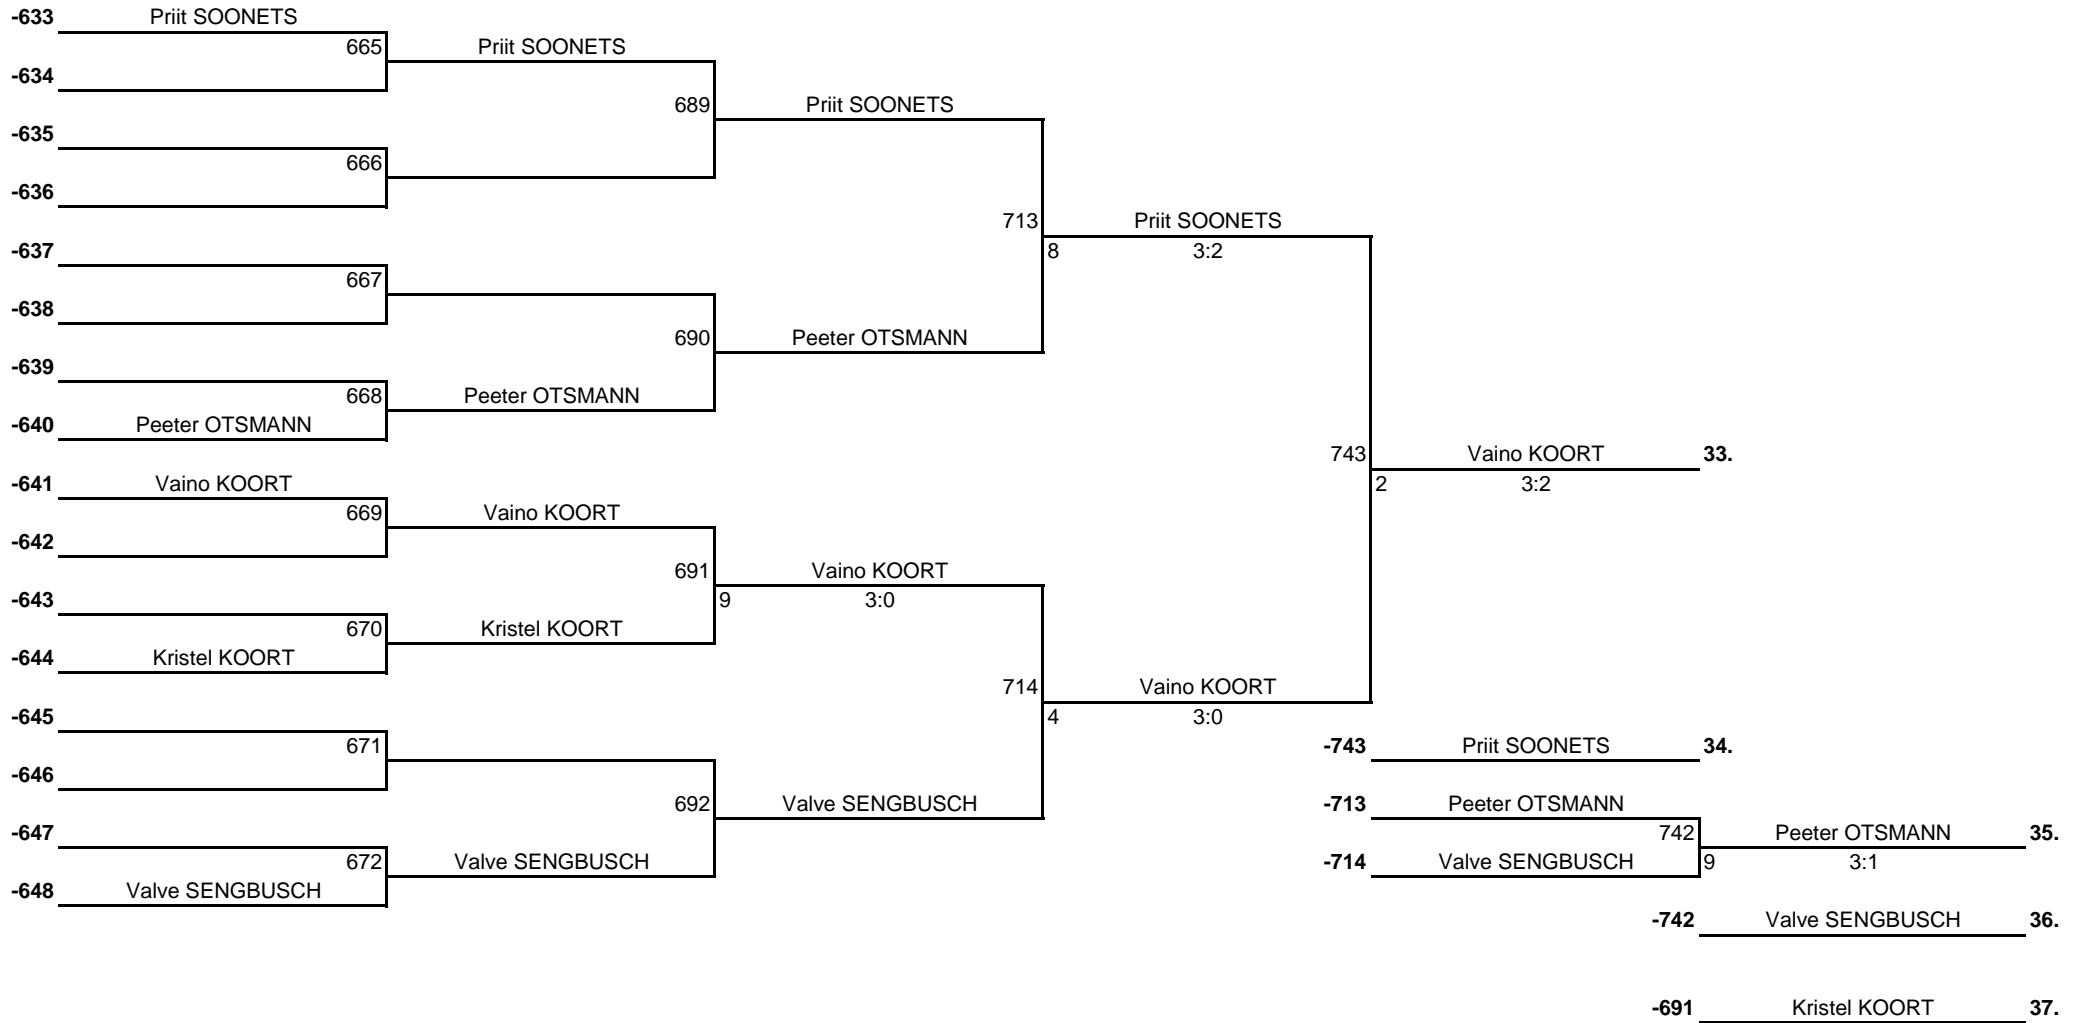 -633 Priit SOONETS
665 Priit SOONETS
-634
689 Priit SOONETS
-635
666
-636
713 Priit SOONETS
-637 8 3:2
667
-638
690 Peeter OTSMANN
-639
668 Peeter OTSMANN
-640 Peeter OTSMANN
743 Vaino KOORT 33.
-641 Vaino KOORT 2 3:2
669 Vaino KOORT
-642
691 Vaino KOORT
-643 9 3:0
670 Kristel KOORT
-644 Kristel KOORT
714 Vaino KOORT
-645 4 3:0
671 -743 Priit SOONETS 34.
-646
692 Valve SENGBUSCH -713 Peeter OTSMANN
-647 742 Peeter OTSMANN 35.
672 Valve SENGBUSCH -714 Valve SENGBUSCH 9 3:1
-648 Valve SENGBUSCH
-742 Valve SENGBUSCH 36.
-691 Kristel KOORT 37.